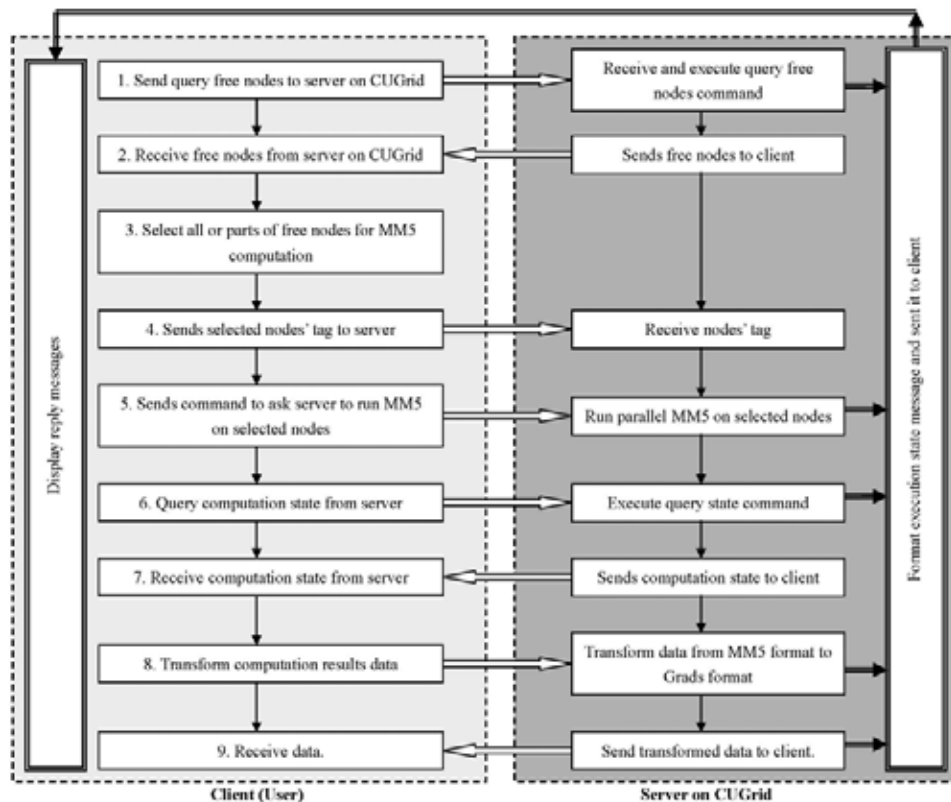 1. Send query free nodes to server on CUGrid
Receive and execute query free
nodes command
2. Receive free nodes from server on CUGrid
Sends free nodes to client
3. Select all or parts of free nodes for MM5
computation
4. Sends selected nodes' tag to server
Receive nodes' tag
5. Sends command to ask server to run MM5
on selected nodes
Run parallel MM5 on selected nodes
6. Query computation state from server
Execute query state command
7. Receive computation state from server
Sends computation state to client
8. Transform computation results data
Transform data from MM5 format to
Grads format
9. Receive data.
Send transformed data to client.
Display reply messages
Format execution state message and sent it to client
Client (User)
Server on CUGrid